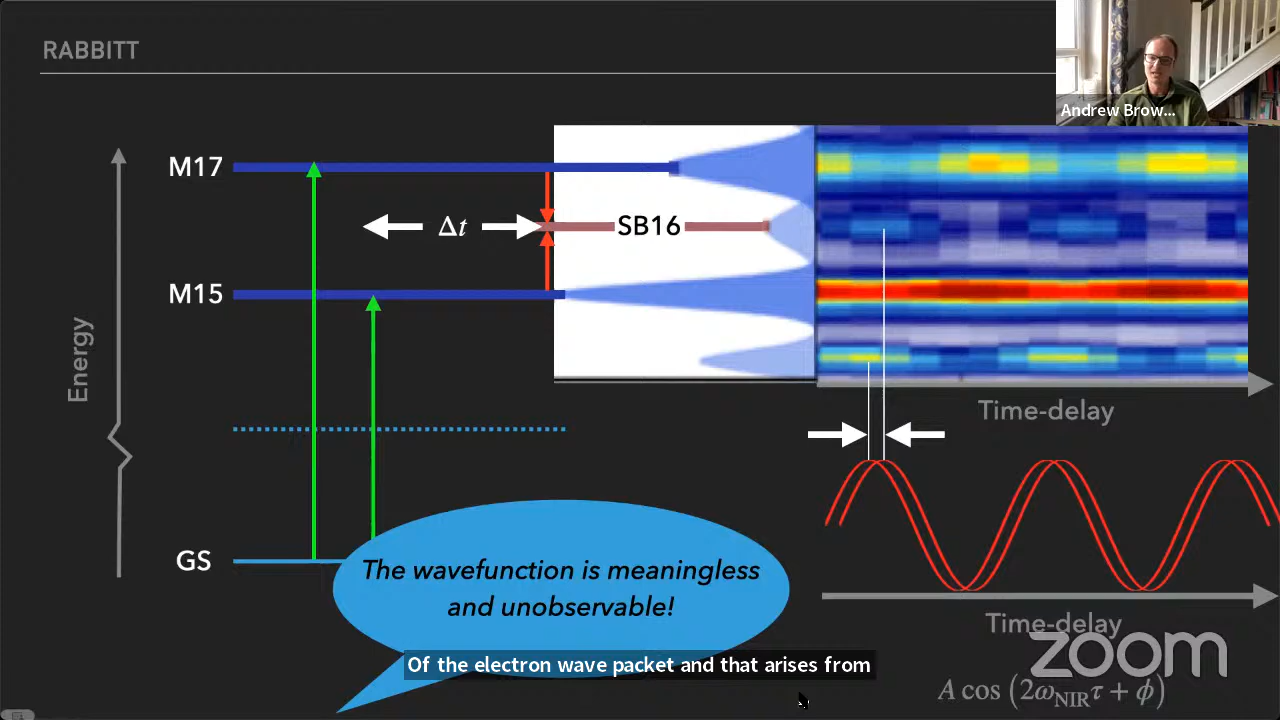 RABBITT
Andrew Brow...
M17
Δt
SB16
M15
Energy
Time-delay
GS
The wavefunction is meaningless
and unobservable!
Time-delay
zoom
Of the electron wave packet and that arises from
A cos (2ω_NIR τ + ϕ)